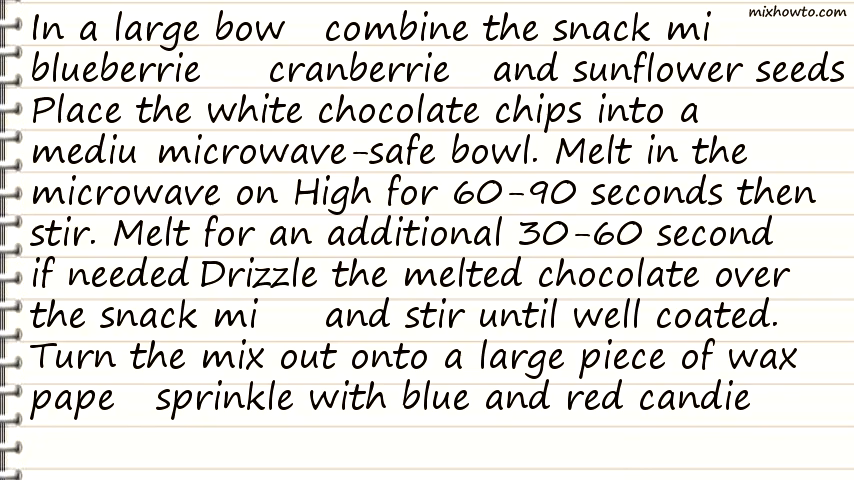 mixhowto.com
In a large bow combine the snack mi
blueberrie cranberrie and sunflower seeds
Place the white chocolate chips into a
mediu microwave-safe bowl. Melt in the
microwave on High for 60-90 seconds then
stir. Melt for an additional 30-60 second
if needed Drizzle the melted chocolate over
the snack mi and stir until well coated.
Turn the mix out onto a large piece of wax
pape sprinkle with blue and red candie